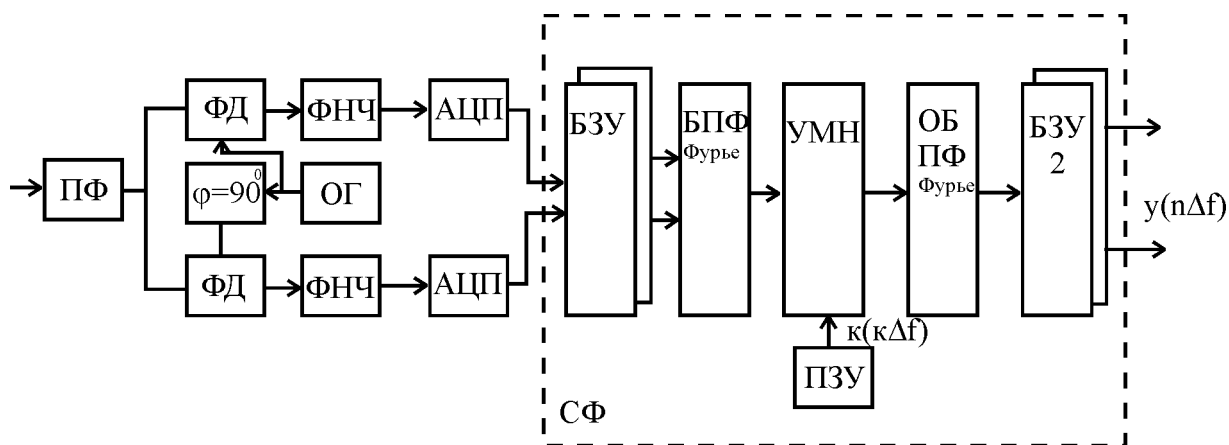 ПФ
ФД
ФНЧ
АЦП
φ=90⁰
ОГ
ФД
ФНЧ
АЦП
БЗУ
БПФ
Фурье
УМН
ОБ
ПФ
Фурье
БЗУ
2
y(nΔf)
к(кΔf)
ПЗУ
СФ